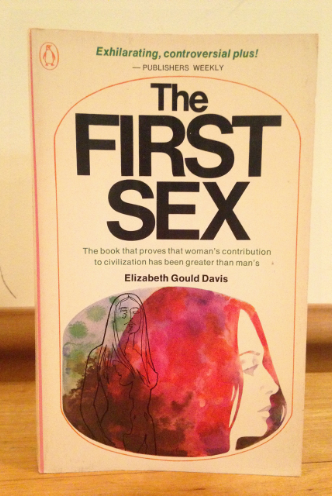 Exhilarating, controversial plus!
— PUBLISHERS WEEKLY
The
FIRST
SEX
The book that proves that woman's contribution
to civilization has been greater than man's
Elizabeth Gould Davis